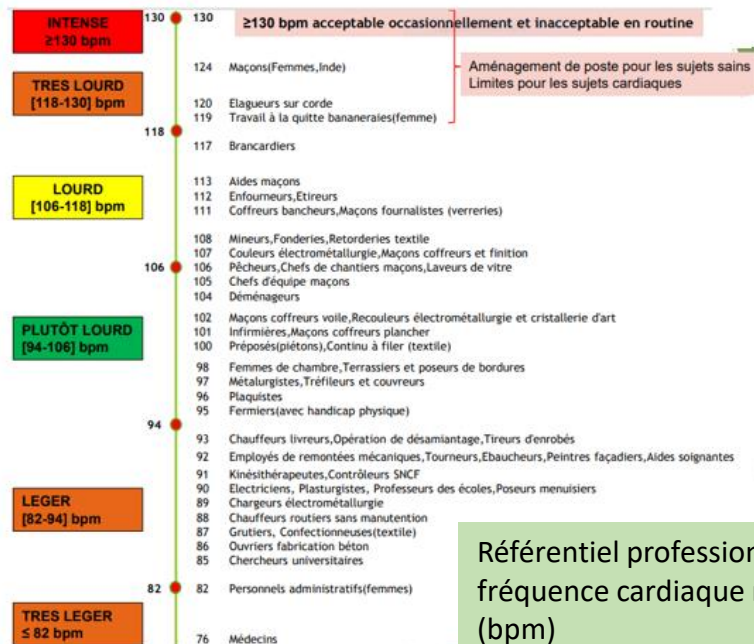 INTENSE
≥130 bpm
130
130
≥130 bpm acceptable occasionnellement et inacceptable en routine
124 Maçons(Femmes,Inde)
Aménagement de poste pour les sujets sains
Limites pour les sujets cardiaques
TRES LOURD
[118-130] bpm
120 Elagueurs sur corde
119 Travail à la quitte bananeraies(femme)
118
117 Brancardiers
LOURD
[106-118] bpm
113 Aides maçons
112 Enfourneurs,Etireurs
111 Coffreurs bancheurs,Maçons fournalistes (verreries)
108 Mineurs,Fonderies,Retorderies textile
107 Couleurs électrométallurgie,Maçons coffreurs et finition
106
106 Pêcheurs,Chefs de chantiers maçons,Laveurs de vitre
105 Chefs d'équipe maçons
104 Déménageurs
PLUTÔT LOURD
[94-106] bpm
102 Maçons coffreurs voile,Recouleurs électrométallurgie et cristallerie d'art
101 Infirmières,Maçons coffreurs plancher
100 Préposés(piétons),Continu à filer (textile)
98 Femmes de chambre,Terrassiers et poseurs de bordures
97 Métalurgistes,Tréfileurs et couvreurs
96 Plaquistes
95 Fermiers(avec handicap physique)
94
93 Chauffeurs livreurs,Opération de désamiantage,Tireurs d'enrobés
92 Employés de remontées mécaniques,Tourneurs,Ebaucheurs,Peintres façadiers,Aides soignantes
91 Kinésithérapeutes,Contrôleurs SNCF
90 Electriciens, Plasturgistes, Professeurs des écoles,Poseurs menuisiers
LEGER
[82-94] bpm
89 Chargeurs électrométallurgie
88 Chauffeurs routiers sans manutention
87 Grutiers, Confectionneuses(textile)
86 Ouvriers fabrication béton
85 Chercheurs universitaires
82
82 Personnels administratifs(femmes)
TRES LEGER
≤ 82 bpm
76 Médecins
Référentiel profession
fréquence cardiaque
(bpm)